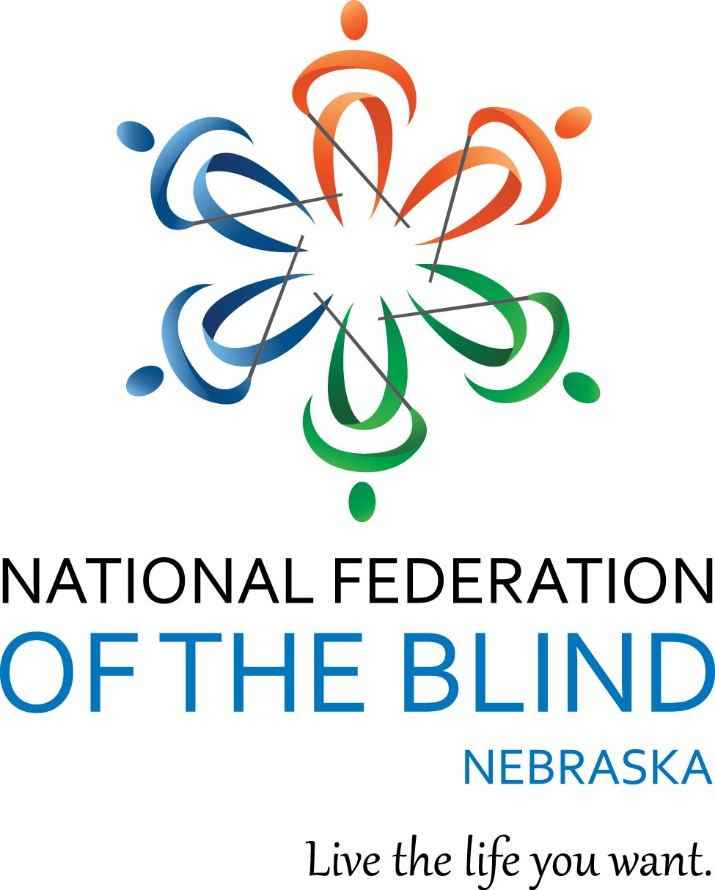 NATIONAL FEDERATION
OF THE BLIND
NEBRASKA
Live the life you want.